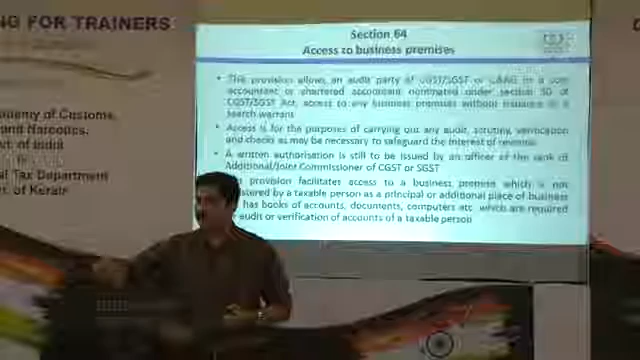 NG FOR TRAINERS
ademy of Customs,
and Narcotics,
vt. of India
&
al Tax Department
. of Kerala
Section 64
Access to business premises
• This provision allows an audit party of CGST/SGST or C&AG or a cost
accountant or chartered accountant nominated under section 50 of
CGST/SGST Act, access to any business premises without issuance of a
search warrant
• Access is for the purposes of carrying out any audit, scrutiny, verification
and checks as may be necessary to safeguard the interest of revenue
• A written authorisation is still to be issued by an officer of the rank of
Additional/Joint Commissioner of CGST or SGST
provision facilitates access to a business premise which is not
istered by a taxable person as a principal or additional place of business
has books of accounts, documents, computers etc. which are required
audit or verification of accounts of a taxable person